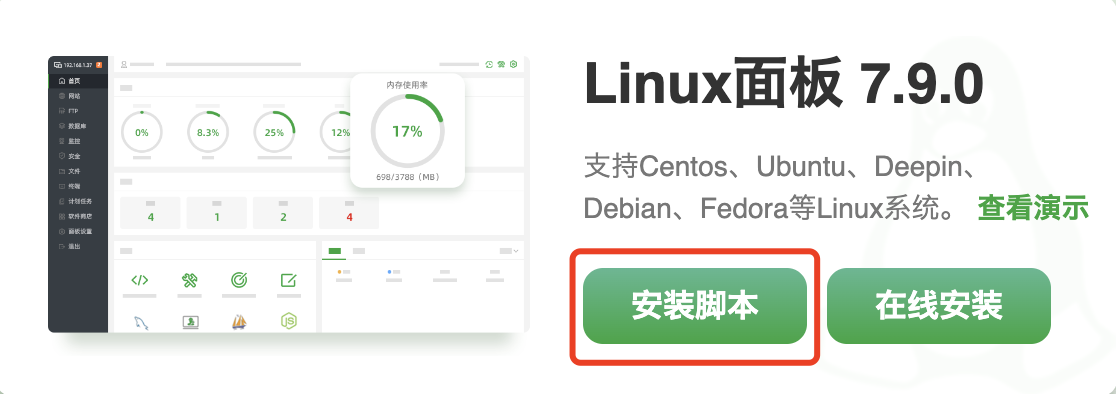 192.168.1.37
首页
网站
FTP
数据库
监控
安全
文件
终端
计划任务
软件商店
面板设置
退出
0%
8.3%
25%
12%
内存使用率
17%
698/3788（MB）
4
1
2
4
Linux面板 7.9.0
支持Centos、Ubuntu、Deepin、
Debian、Fedora等Linux系统。 查看演示
安装脚本
在线安装